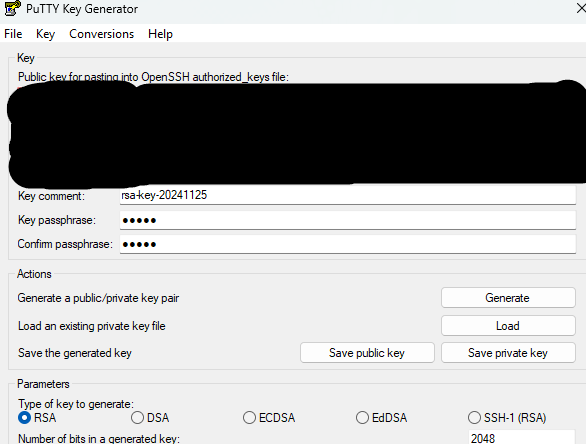 PuTTY Key Generator
File Key Conversions Help
Key
Public key for pasting into OpenSSH authorized_keys file:
Key comment: rsa-key-20241125
Key passphrase: •••••
Confirm passphrase: •••••
Actions
Generate a public/private key pair Generate
Load an existing private key file Load
Save the generated key Save public key Save private key
Parameters
Type of key to generate:
RSA DSA ECDSA EdDSA SSH-1 (RSA)
Number of bits in a generated key: 2048